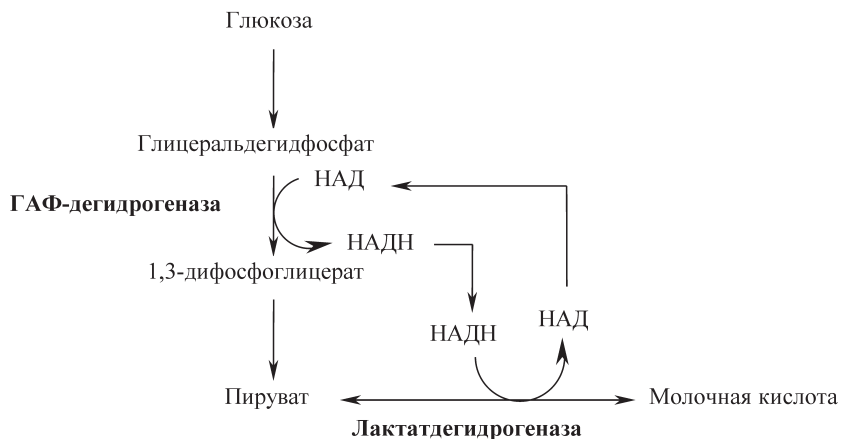 Глюкоза
Глицеральдегидфосфат
НАД
ГАФ-дегидрогеназа
НАДН
1,3-дифосфоглицерат
НАДН
НАД
Пируват
Молочная кислота
Лактатдегидрогеназа